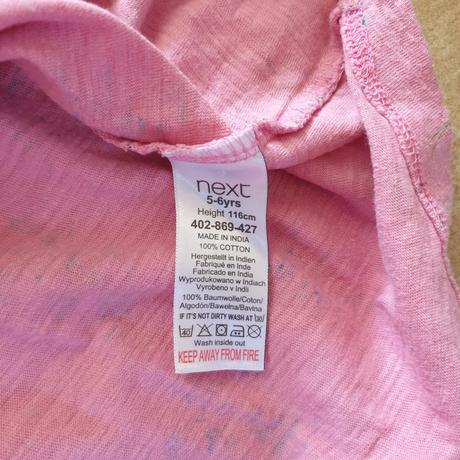 next
5-6yrs
Height 116cm
402-869-427
MADE IN INDIA
100% COTTON
Hergestellt in Indien
Fabriqué en Inde
Fabricado en India
Wyprodukowano w Indiach
Vyrobeno v Indii
100% Baumwolle/Coton/
Algodón/Bawełna/Bavlna
IF IT'S NOT DIRTY WASH AT 30
40
Wash inside out
KEEP AWAY FROM FIRE